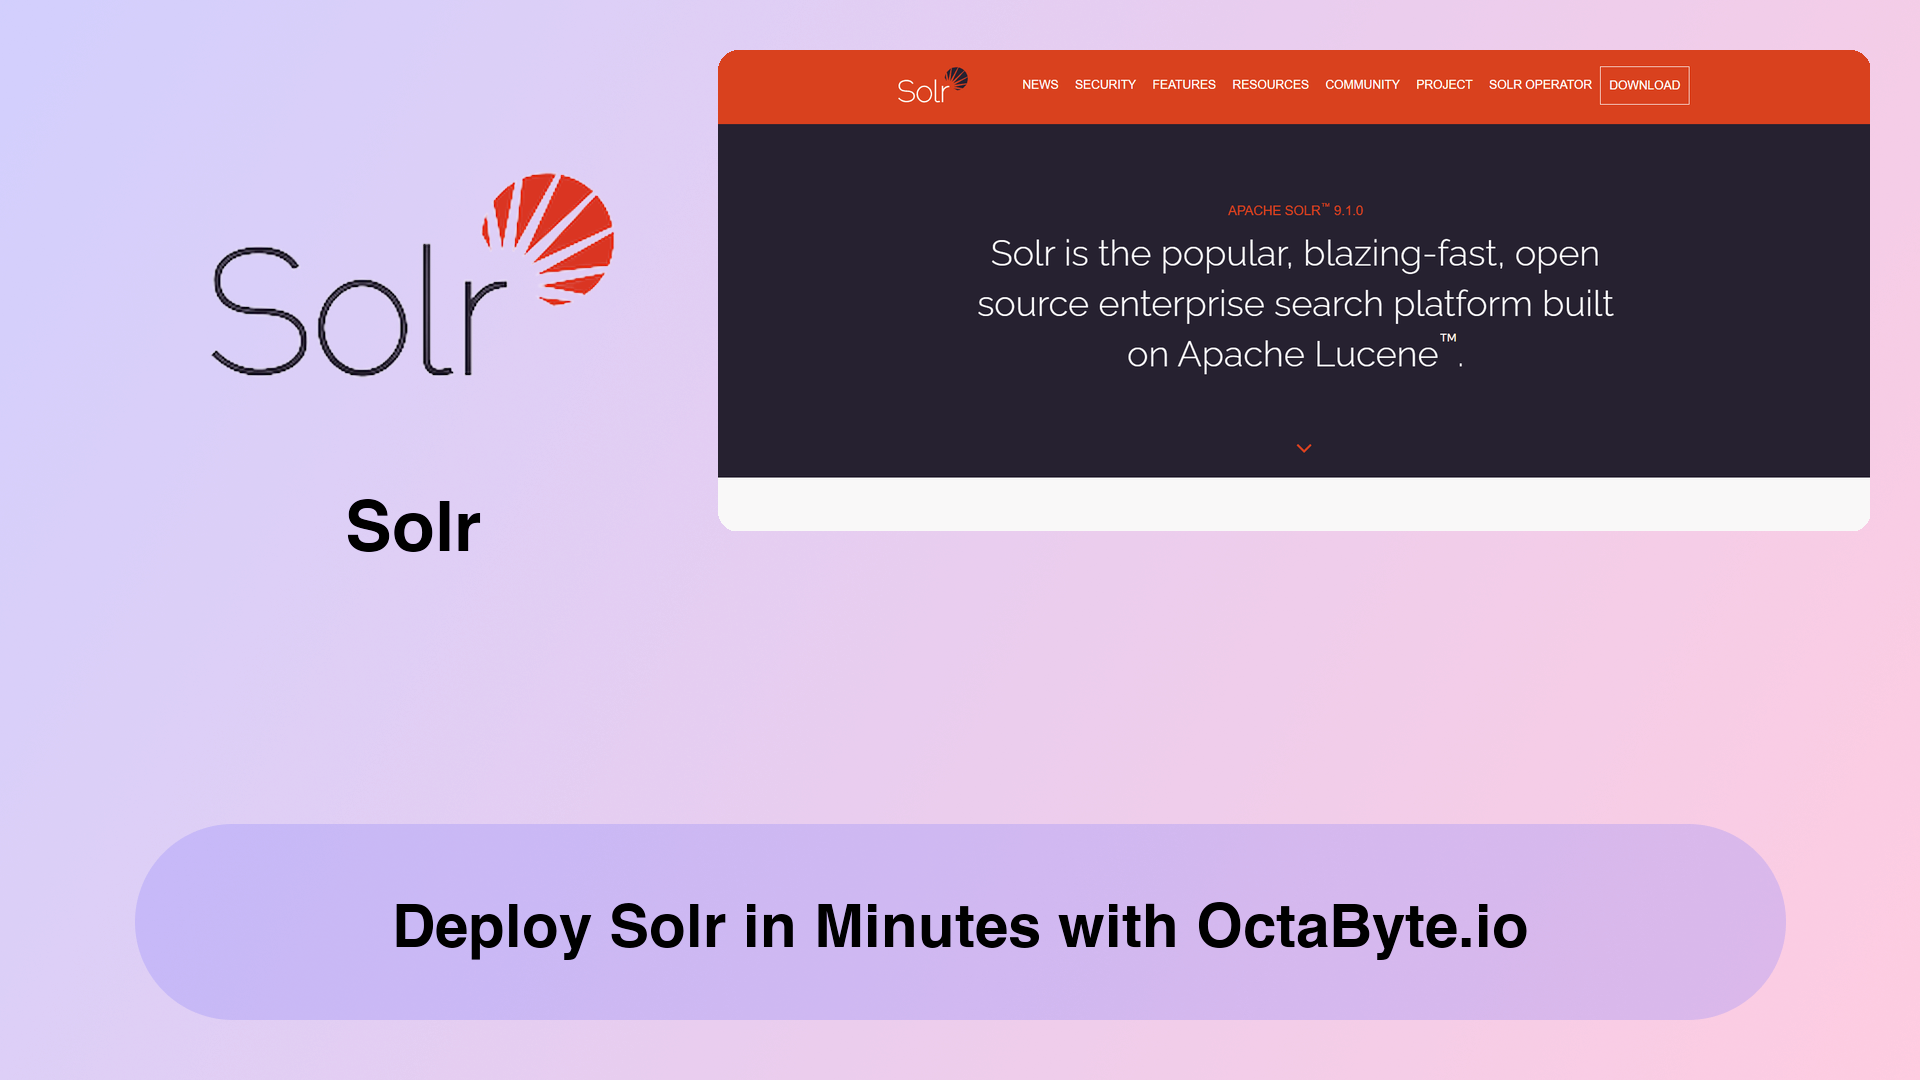 Solr
Solr
Solr NEWS SECURITY FEATURES RESOURCES COMMUNITY PROJECT SOLR OPERATOR DOWNLOAD
APACHE SOLR™ 9.1.0
Solr is the popular, blazing-fast, open
source enterprise search platform built
on Apache Lucene™.
Deploy Solr in Minutes with OctaByte.io